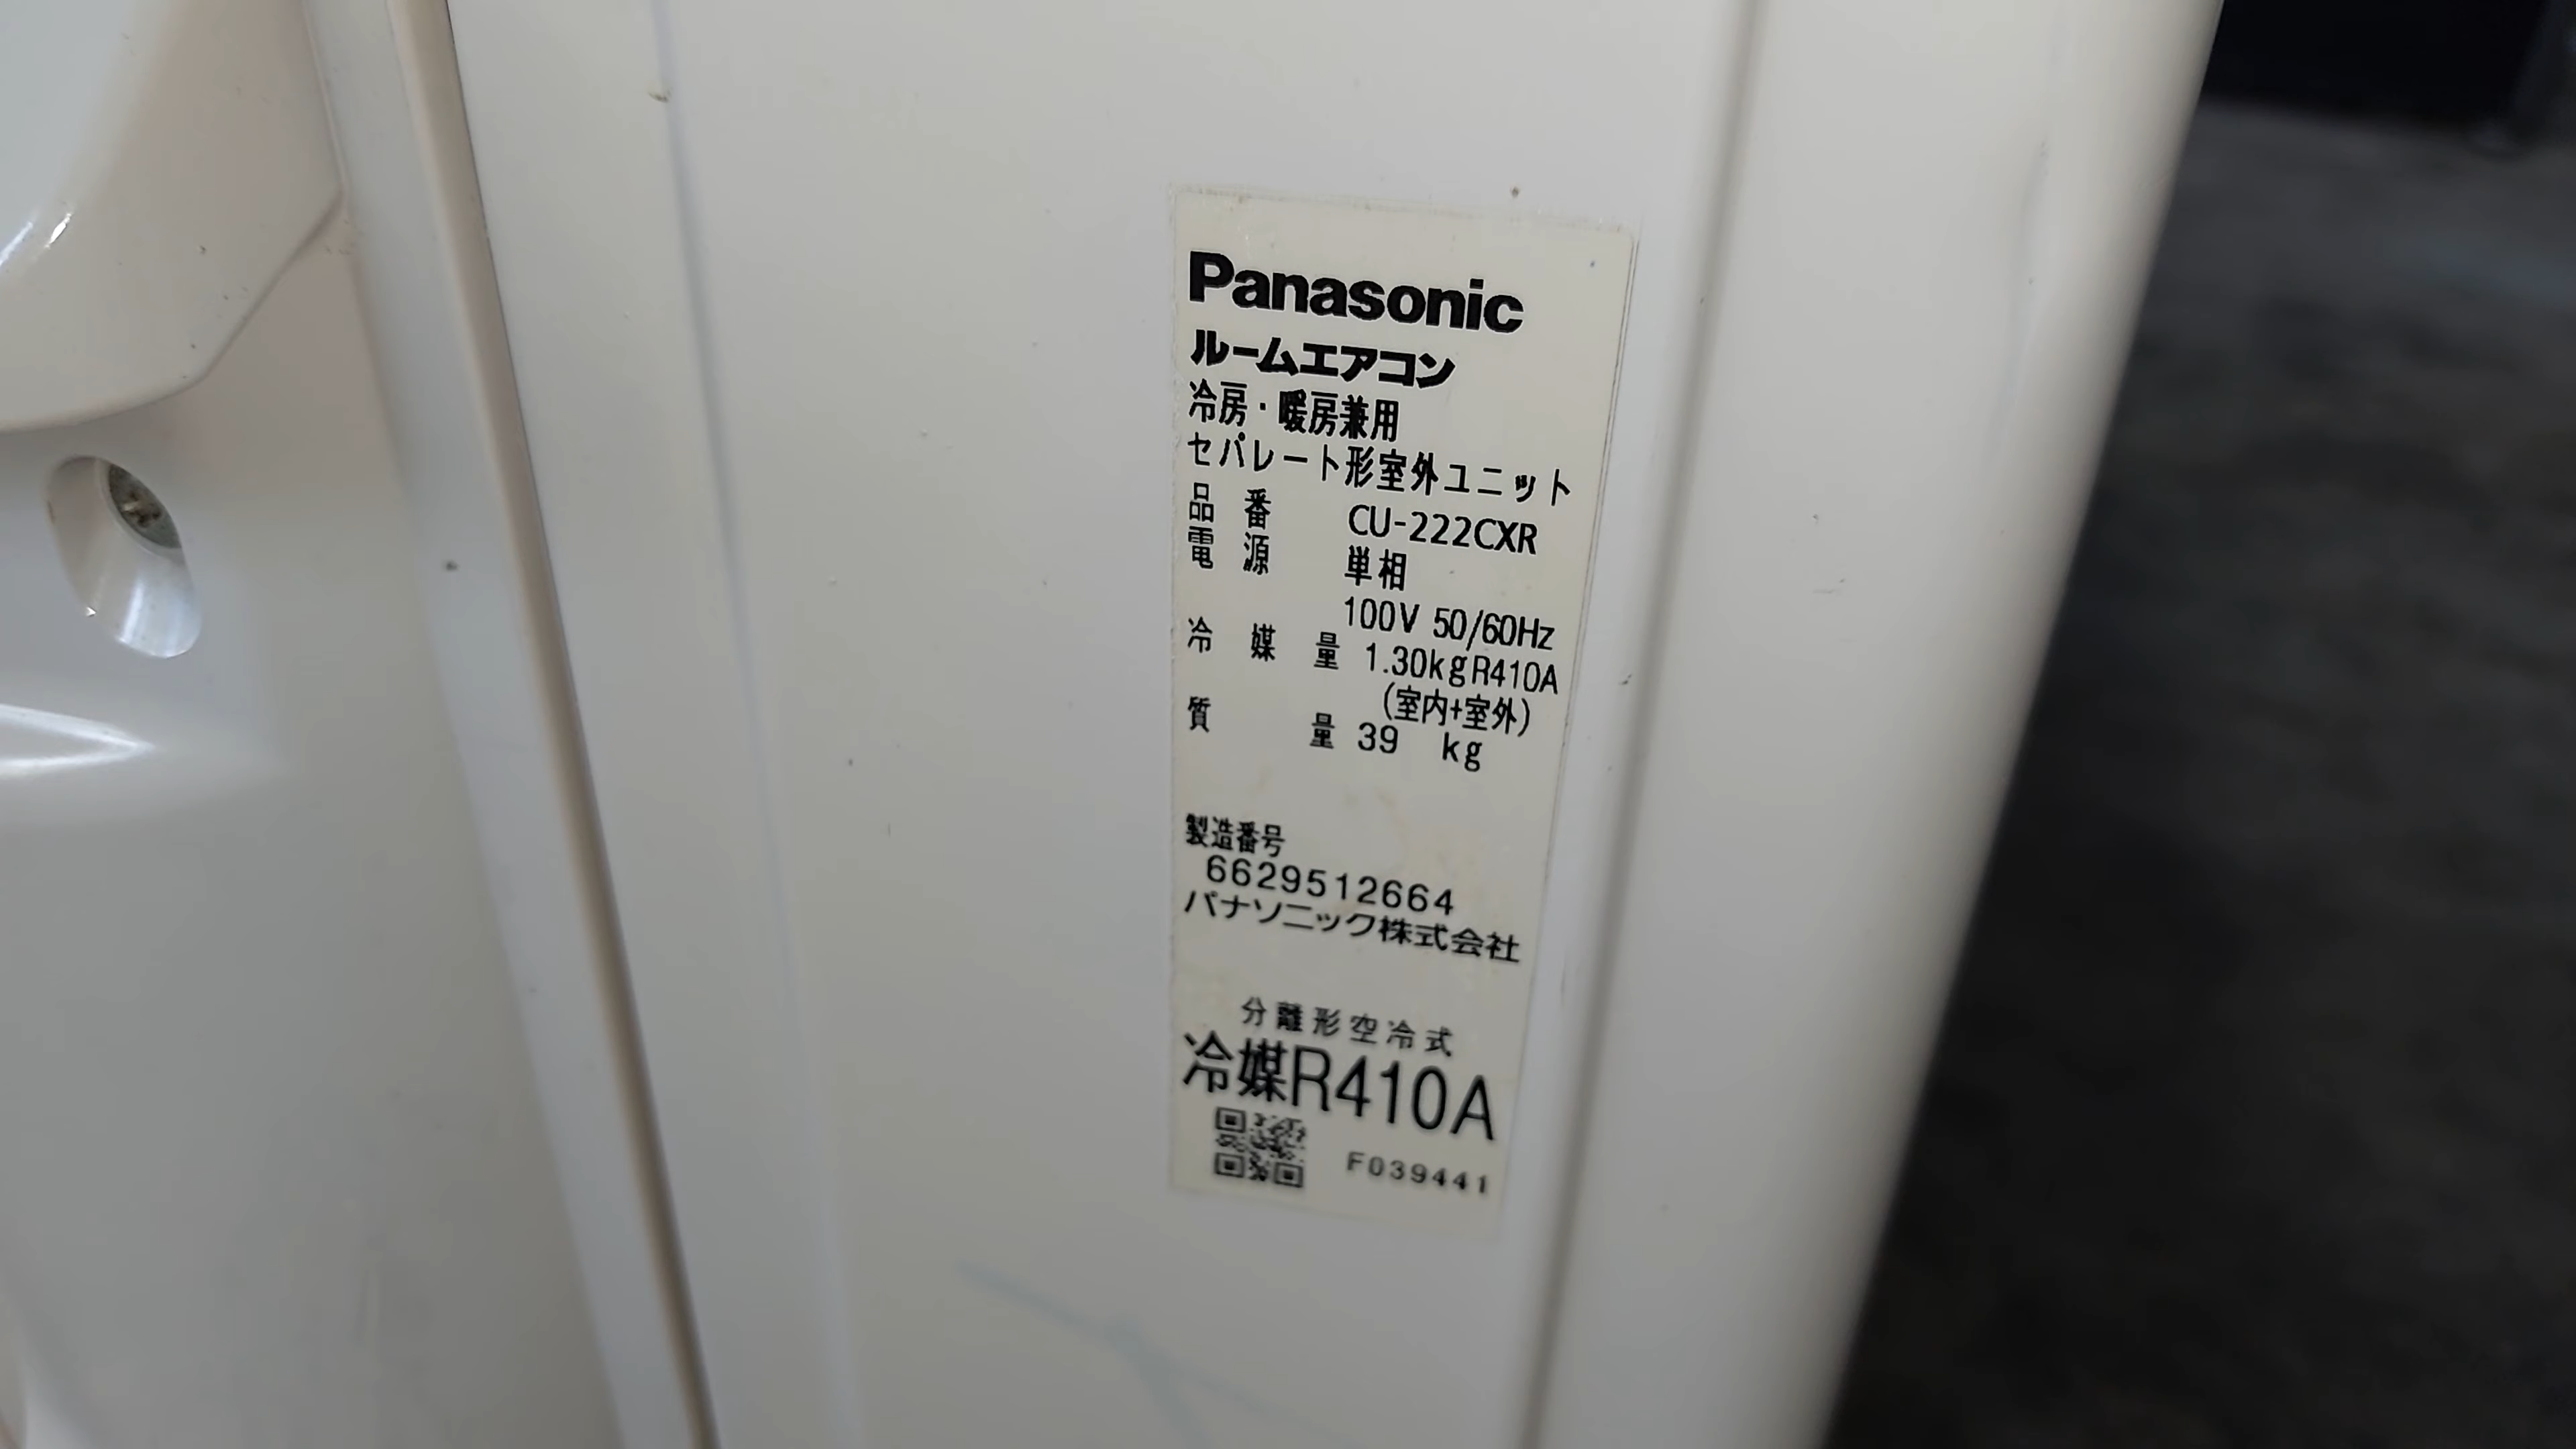 Panasonic
ルームエアコン
冷房・暖房兼用
セパレート形室外ユニット
品番 CU-222CXR
電源 単相
100V 50/60Hz
冷媒量 1.30kg R410A
(室内+室外)
質量 39 kg
製造番号
6629512664
パナソニック株式会社
分離形空冷式
冷媒R410A
F039441